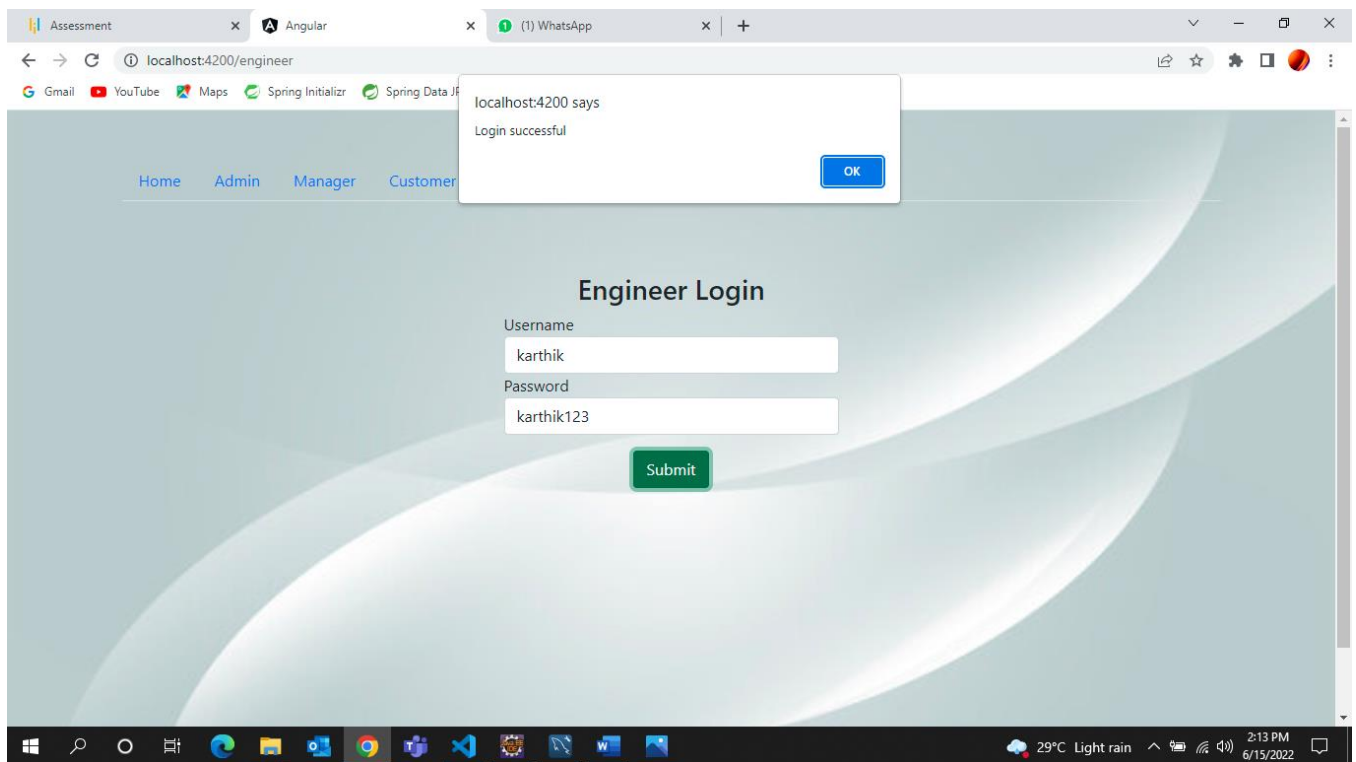 Assessment
Angular
(1) WhatsApp
localhost:4200/engineer
Gmail YouTube Maps Spring Initializr Spring Data
localhost:4200 says
Login successful
OK
Home Admin Manager Customer
Engineer Login
Username
karthik
Password
karthik123
Submit
29°C Light rain
2:13 PM
6/15/2022